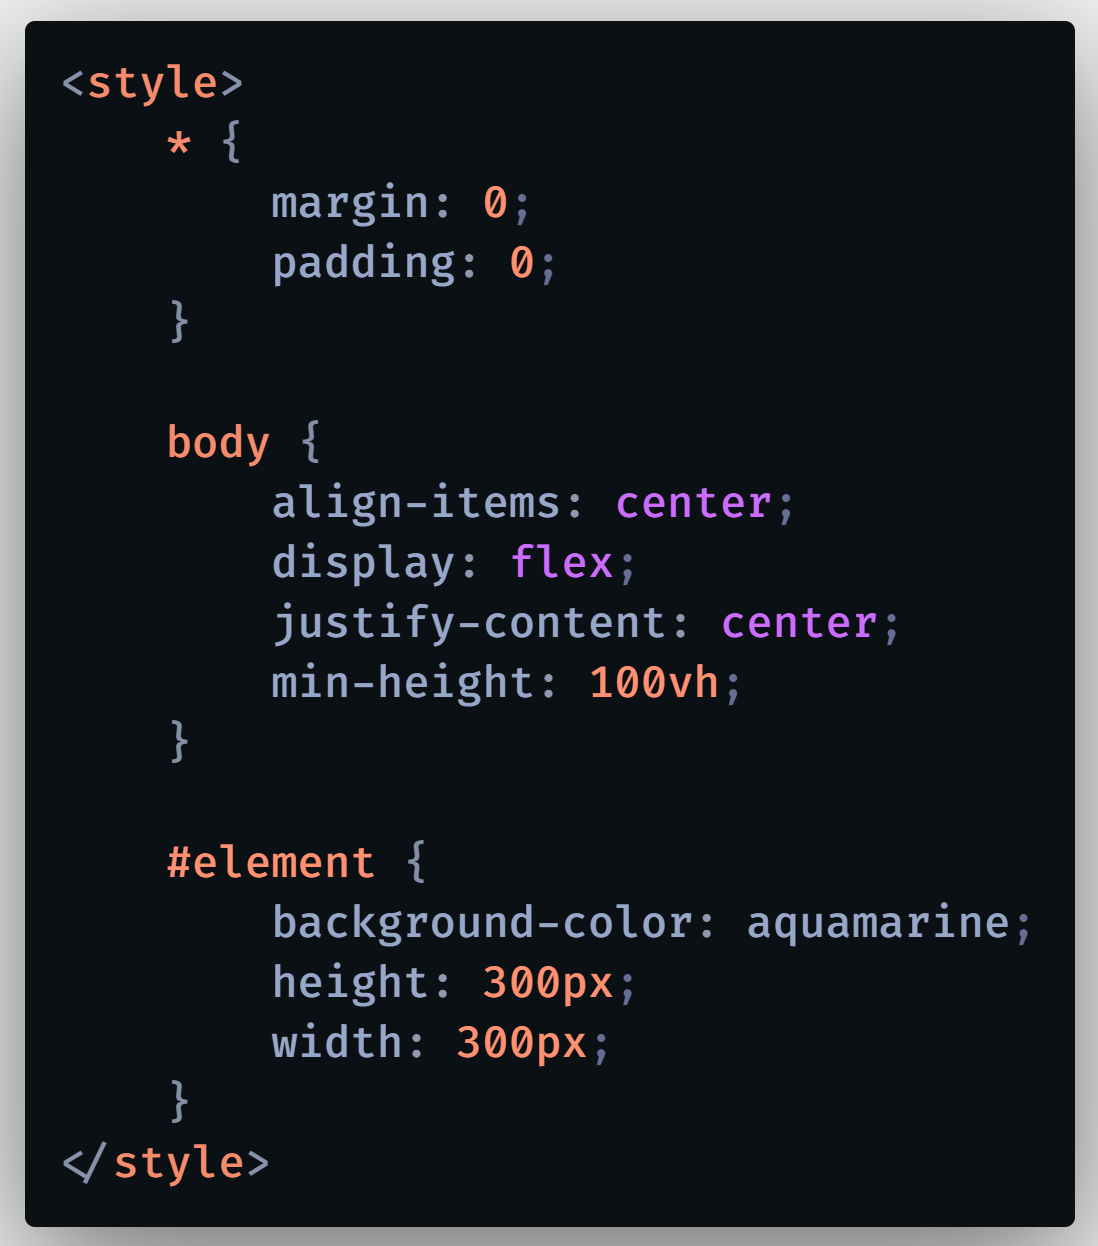 <style>
    * {
        margin: 0;
        padding: 0;
    }

    body {
        align-items: center;
        display: flex;
        justify-content: center;
        min-height: 100vh;
    }

    #element {
        background-color: aquamarine;
        height: 300px;
        width: 300px;
    }
</style>